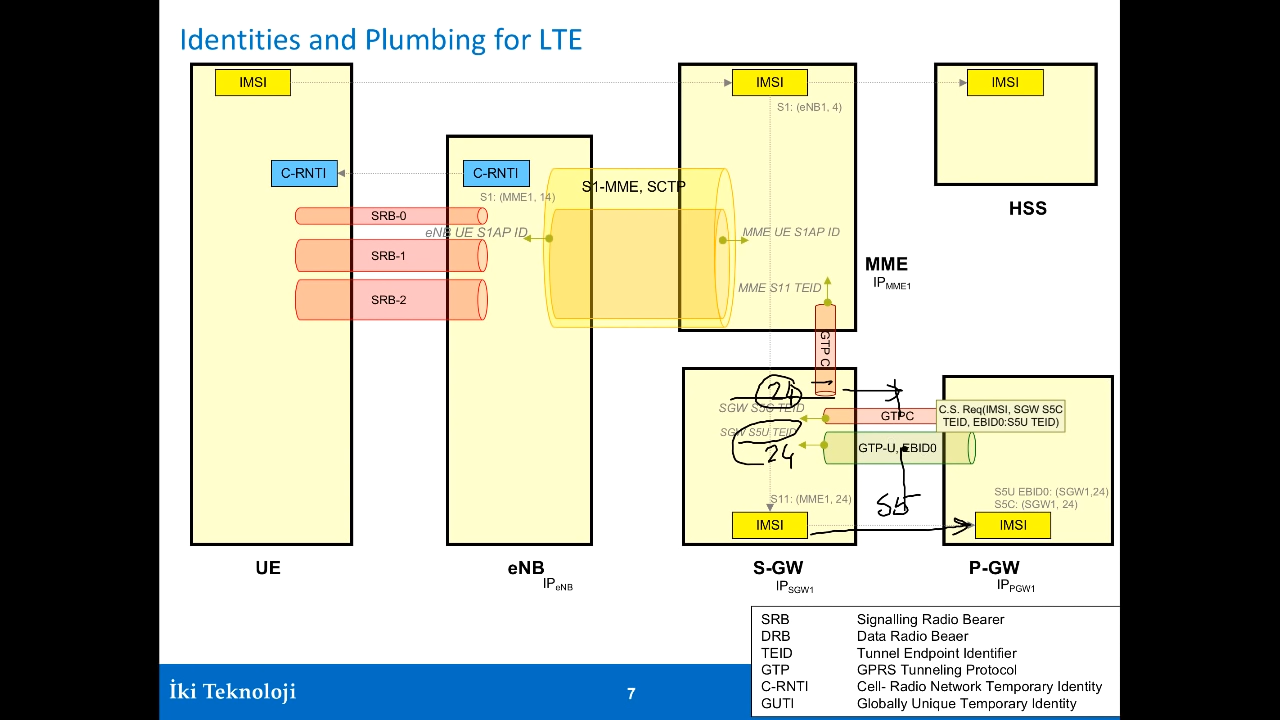 Identities and Plumbing for LTE
IMSI
IMSI
IMSI
S1: (eNB1, 4)
C-RNTI
C-RNTI
S1-MME, SCTP
S1: (MME1, 14)
SRB-0
eNB UE S1AP ID
MME UE S1AP ID
HSS
SRB-1
MME
IPMME1
MME S11 TEID
SRB-2
GTP C
24
SGW S5C TEID
GTPC
C.S. Req(IMSI, SGW S5C
TEID, EBID0:S5U TEID)
SGW S5U TEID
24
GTP-U, EBID0
S5
S11: (MME1, 24)
S5U EBID0: (SGW1,24)
S5C: (SGW1, 24)
IMSI
IMSI
UE
eNB
IPeNB
S-GW
IPSGW1
P-GW
IPPGW1
SRB Signalling Radio Bearer
DRB Data Radio Beaer
TEID Tunnel Endpoint Identifier
GTP GPRS Tunneling Protocol
C-RNTI Cell- Radio Network Temporary Identity
GUTI Globally Unique Temporary Identity
İki Teknoloji
7